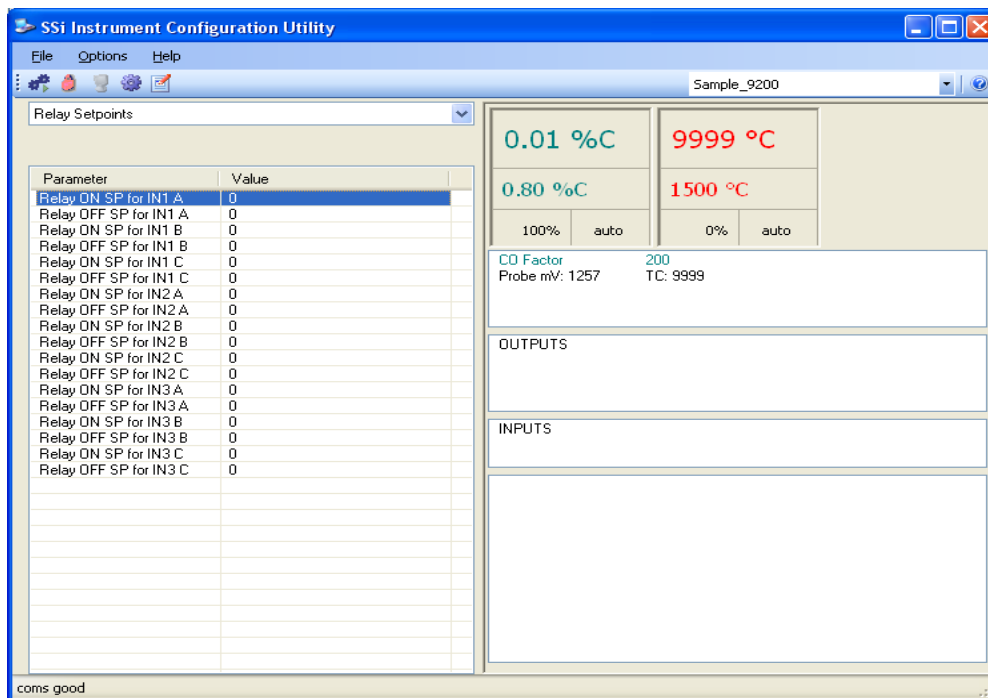 SSi Instrument Configuration Utility
File Options Help
Sample_9200
Relay Setpoints
Parameter Value
Relay ON SP for IN1 A 0
Relay OFF SP for IN1 A 0
Relay ON SP for IN1 B 0
Relay OFF SP for IN1 B 0
Relay ON SP for IN1 C 0
Relay OFF SP for IN1 C 0
Relay ON SP for IN2 A 0
Relay OFF SP for IN2 A 0
Relay ON SP for IN2 B 0
Relay OFF SP for IN2 B 0
Relay ON SP for IN2 C 0
Relay OFF SP for IN2 C 0
Relay ON SP for IN3 A 0
Relay OFF SP for IN3 A 0
Relay ON SP for IN3 B 0
Relay OFF SP for IN3 B 0
Relay ON SP for IN3 C 0
Relay OFF SP for IN3 C 0
0.01 %C 9999 °C
0.80 %C 1500 °C
100% auto 0% auto
CO Factor 200
Probe mV: 1257 TC: 9999
OUTPUTS
INPUTS
coms good